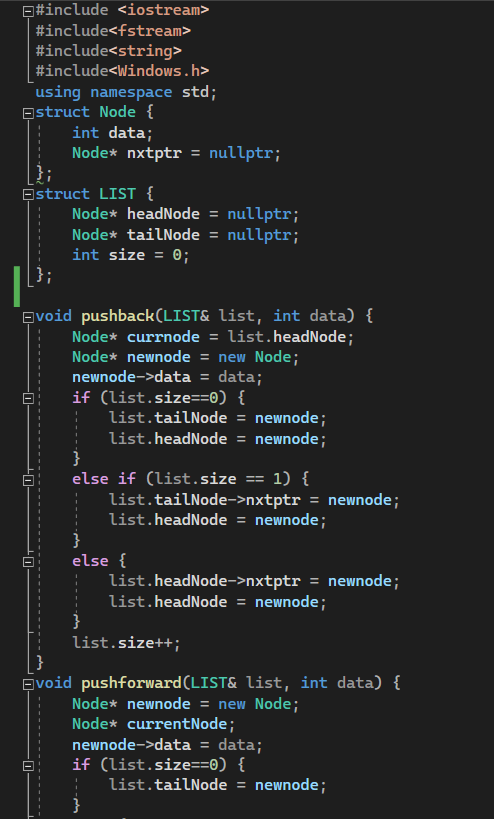 #include <iostream>
#include<fstream>
#include<string>
#include<Windows.h>
using namespace std;
struct Node {
    int data;
    Node* nxtptr = nullptr;
};
struct LIST {
    Node* headNode = nullptr;
    Node* tailNode = nullptr;
    int size = 0;
};

void pushback(LIST& list, int data) {
    Node* currnode = list.headNode;
    Node* newnode = new Node;
    newnode->data = data;
    if (list.size==0) {
        list.tailNode = newnode;
        list.headNode = newnode;
    }
    else if (list.size == 1) {
        list.tailNode->nxtptr = newnode;
        list.headNode = newnode;
    }
    else {
        list.headNode->nxtptr = newnode;
        list.headNode = newnode;
    }
    list.size++;
}
void pushforward(LIST& list, int data) {
    Node* newnode = new Node;
    Node* currentNode;
    newnode->data = data;
    if (list.size==0) {
        list.tailNode = newnode;
    }